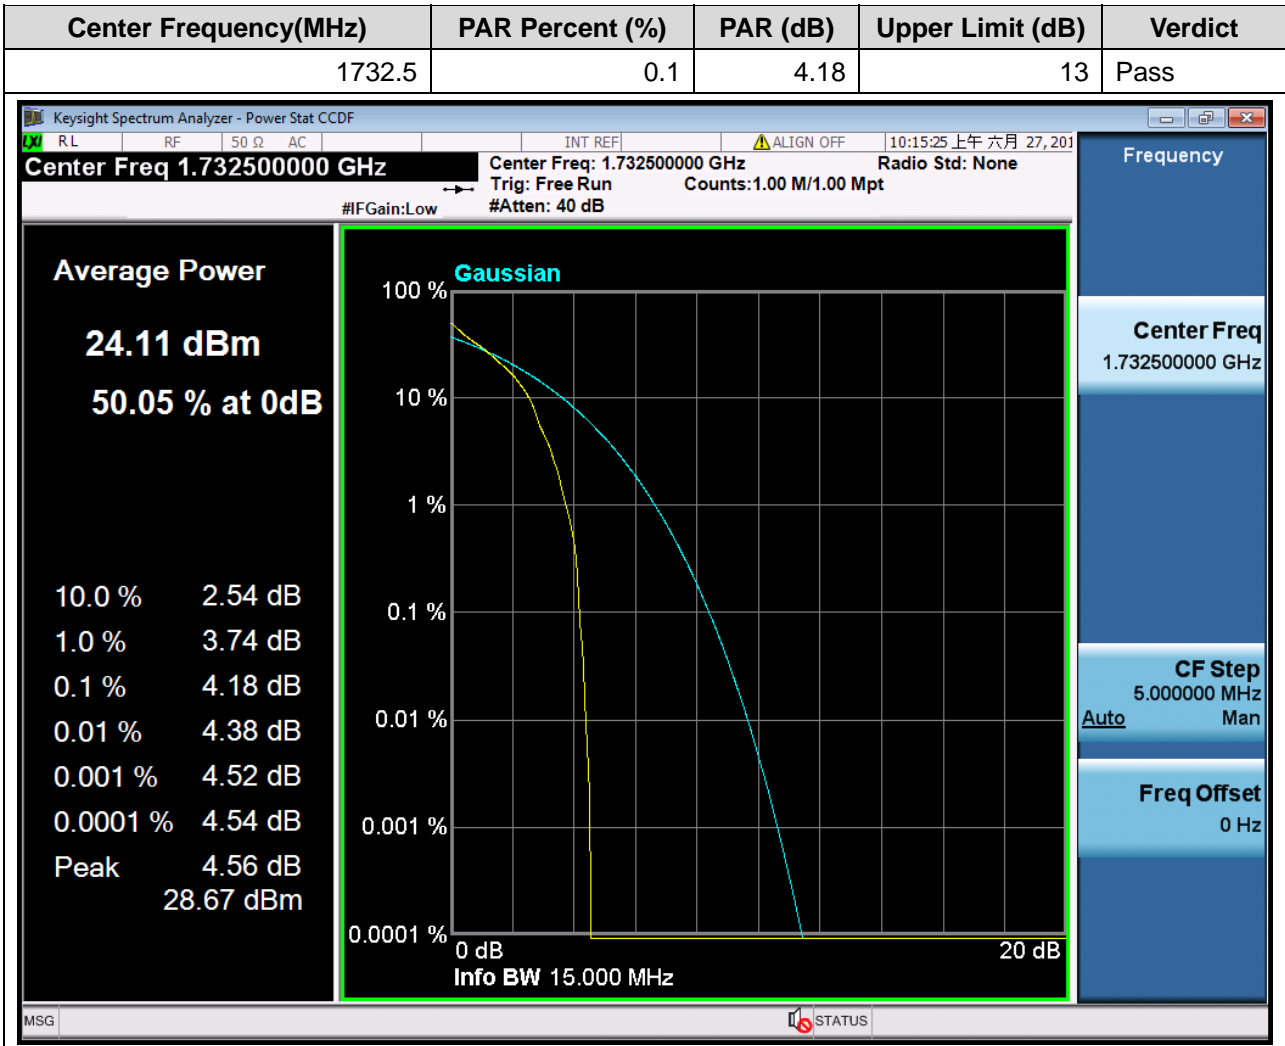 Center Frequency(MHz) PAR Percent (%) PAR (dB) Upper Limit (dB) Verdict
1732.5 0.1 4.18 13 Pass
Keysight Spectrum Analyzer - Power Stat CCDF
LXI RL RF 50 Ω AC INT REF ALIGN OFF 10:15:25 上午 六月 27, 201
Center Freq 1.732500000 GHz
Center Freq: 1.732500000 GHz Radio Std: None
Trig: Free Run Counts:1.00 M/1.00 Mpt
#IFGain:Low #Atten: 40 dB
Frequency
Average Power
24.11 dBm
50.05 % at 0dB
10.0 % 2.54 dB
1.0 % 3.74 dB
0.1 % 4.18 dB
0.01 % 4.38 dB
0.001 % 4.52 dB
0.0001 % 4.54 dB
Peak 4.56 dB
28.67 dBm
Gaussian
100 %
10 %
1 %
0.1 %
0.01 %
0.001 %
0.0001 %
0 dB 20 dB
Info BW 15.000 MHz
Center Freq
1.732500000 GHz
CF Step
5.000000 MHz
Auto Man
Freq Offset
0 Hz
MSG STATUS